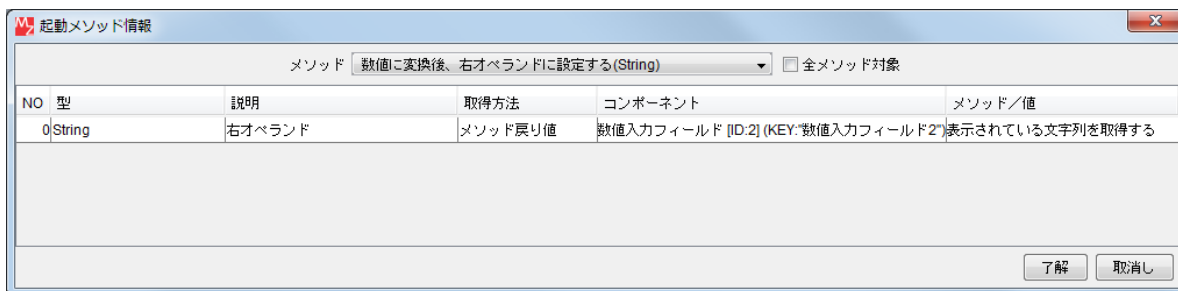 起動メソッド情報
メソッド 数値に変換後、右オペランドに設定する(String) 全メソッド対象
NO 型 説明 取得方法 コンポーネント メソッド/値
0 String 右オペランド メソッド戻り値 数値入力フィールド [ID:2] (KEY:"数値入力フィールド2") 表示されている文字列を取得する
了解 取消し